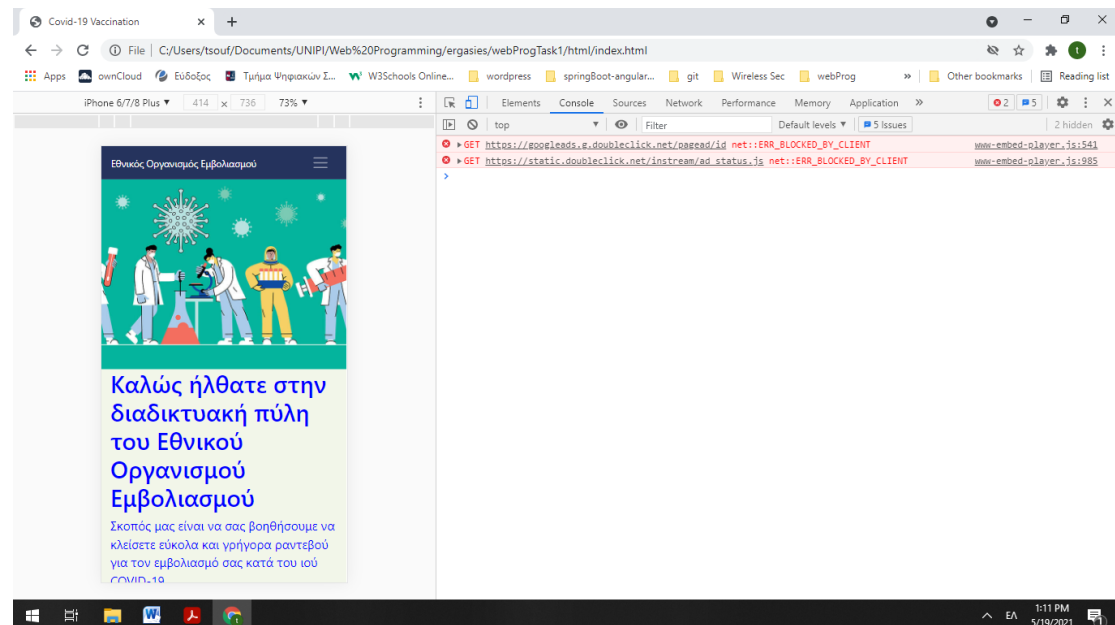 Covid-19 Vaccination
File | C:/Users/tsouf/Documents/UNIPI/Web%20Programming/ergasies/webProgTask1/html/index.html
Apps ownCloud Εύδοξος Τμήμα Ψηφιακών Σ... W3Schools Online... wordpress springBoot-angular... git Wireless Sec webProg » Other bookmarks Reading list
iPhone 6/7/8 Plus ▼ 414 x 736 73% ▼
Elements Console Sources Network Performance Memory Application » 2 5
top Filter Default levels ▼ 5 Issues 2 hidden
GET https://googleads.g.doubleclick.net/pagead/id net::ERR_BLOCKED_BY_CLIENT www-embed-player.js:541
GET https://static.doubleclick.net/instream/ad_status.js net::ERR_BLOCKED_BY_CLIENT www-embed-player.js:985
Εθνικός Οργανισμός Εμβολιασμού
Καλώς ήλθατε στην
διαδικτυακή πύλη
του Εθνικού
Οργανισμού
Εμβολιασμού
Σκοπός μας είναι να σας βοηθήσουμε να
κλείσετε εύκολα και γρήγορα ραντεβού
για τον εμβολιασμό σας κατά του ιού
COVID-19
ΕΛ
1:11 PM
5/19/2021